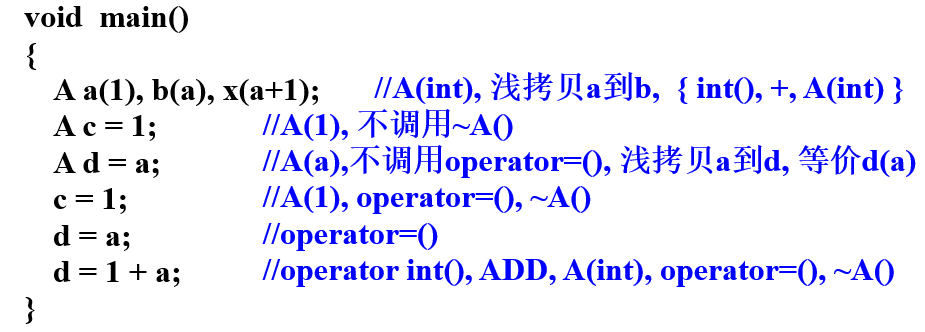 void main()
{
A a(1), b(a), x(a+1); //A(int), 浅拷贝a到b, { int(), +, A(int) }
A c = 1; //A(1), 不调用~A()
A d = a; //A(a),不调用operator=(), 浅拷贝a到d, 等价d(a)
c = 1; //A(1), operator=(), ~A()
d = a; //operator=()
d = 1 + a; //operator int(), ADD, A(int), operator=(), ~A()
}